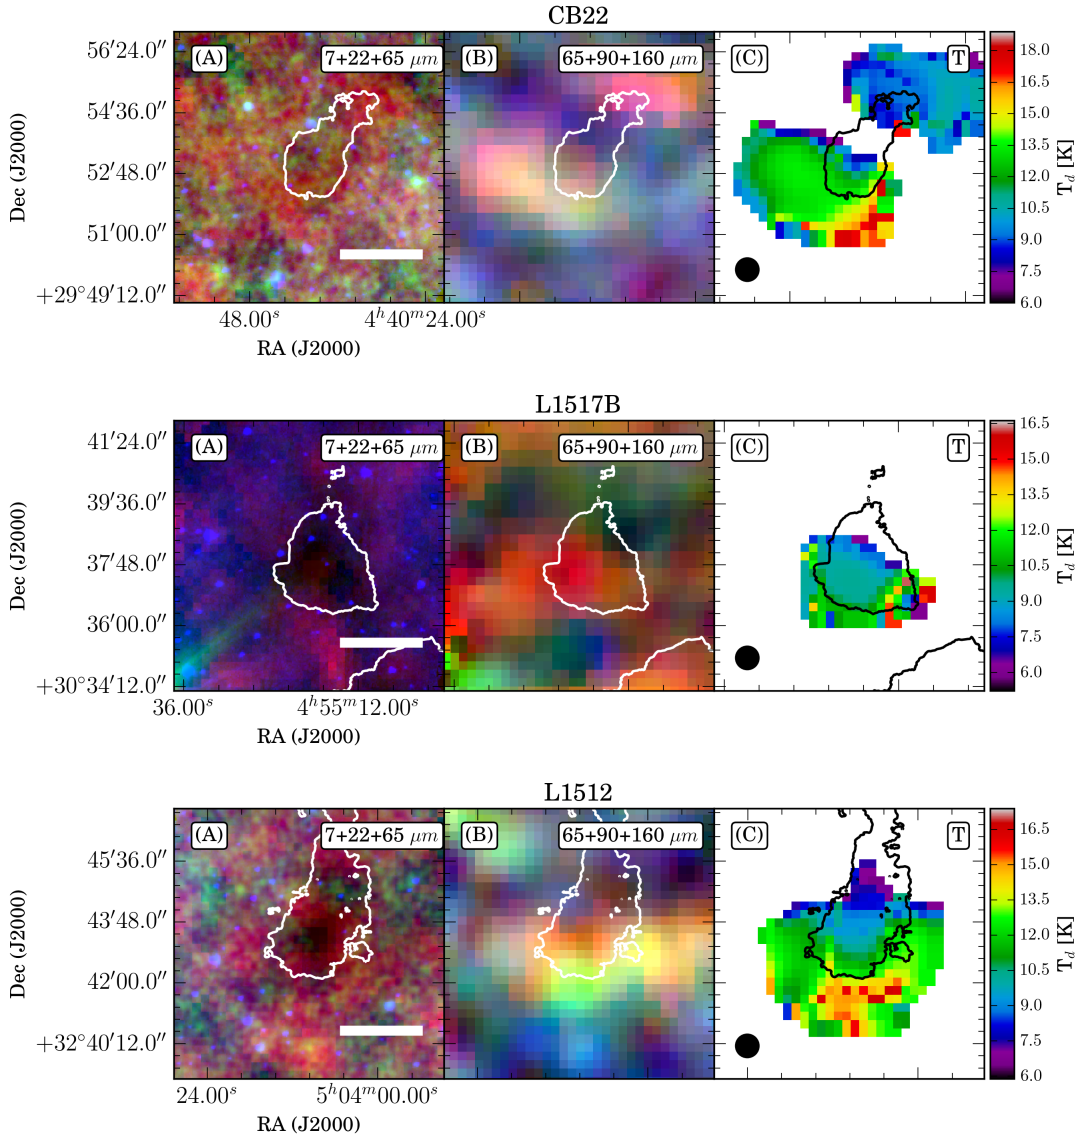 CB22
(A) 7+22+65 μm (B) 65+90+160 μm (C) T
56′24.0″
54′36.0″
52′48.0″
51′00.0″
+29°49′12.0″
Dec (J2000)
48.00ˢ 4ʰ40ᵐ24.00ˢ
RA (J2000)
18.0
16.5
15.0
13.5
12.0
10.5
9.0
7.5
6.0
T_d [K]
L1517B
(A) 7+22+65 μm (B) 65+90+160 μm (C) T
41′24.0″
39′36.0″
37′48.0″
36′00.0″
+30°34′12.0″
Dec (J2000)
36.00ˢ 4ʰ55ᵐ12.00ˢ
RA (J2000)
16.5
15.0
13.5
12.0
10.5
9.0
7.5
6.0
T_d [K]
L1512
(A) 7+22+65 μm (B) 65+90+160 μm (C) T
45′36.0″
43′48.0″
42′00.0″
+32°40′12.0″
Dec (J2000)
24.00ˢ 5ʰ04ᵐ00.00ˢ
RA (J2000)
16.5
15.0
13.5
12.0
10.5
9.0
7.5
6.0
T_d [K]